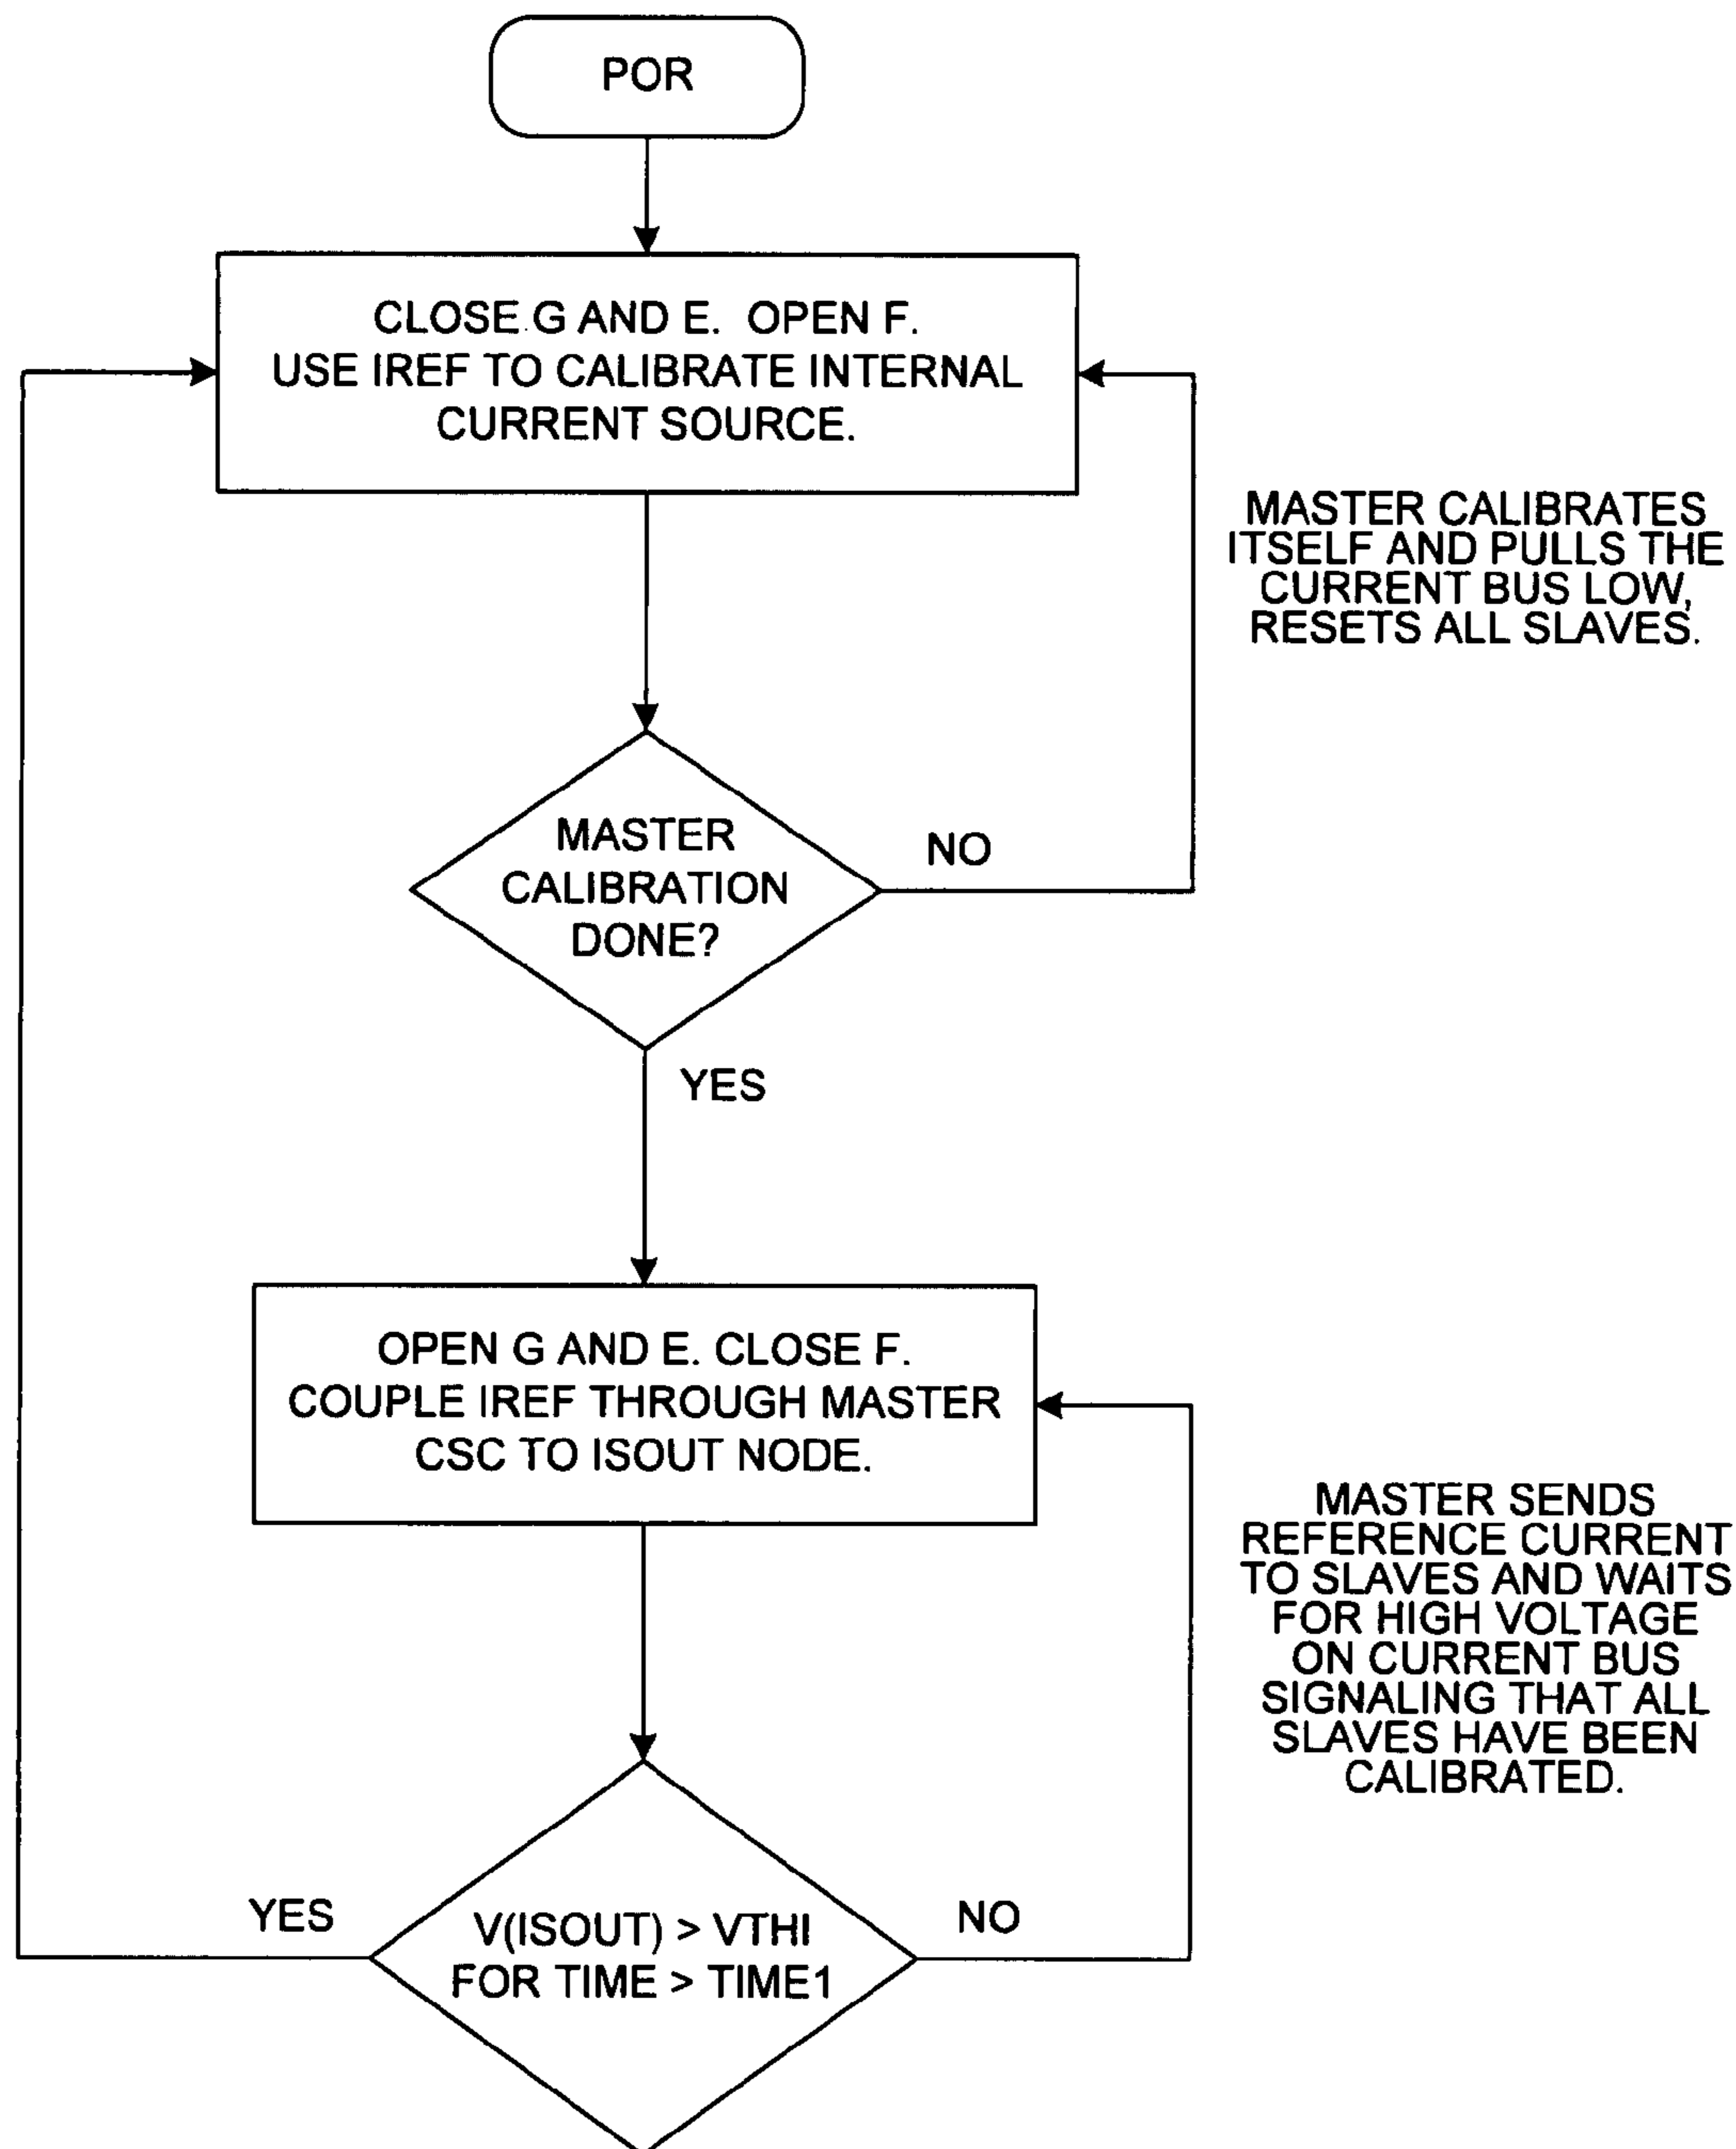 POR
CLOSE G AND E. OPEN F.
USE IREF TO CALIBRATE INTERNAL
CURRENT SOURCE.
MASTER CALIBRATES
ITSELF AND PULLS THE
CURRENT BUS LOW,
RESETS ALL SLAVES.
MASTER
CALIBRATION
DONE?
NO
YES
OPEN G AND E. CLOSE F.
COUPLE IREF THROUGH MASTER
CSC TO ISOUT NODE.
MASTER SENDS
REFERENCE CURRENT
TO SLAVES AND WAITS
FOR HIGH VOLTAGE
ON CURRENT BUS
SIGNALING THAT ALL
SLAVES HAVE BEEN
CALIBRATED.
YES
V(ISOUT) > VTHI
FOR TIME > TIME1
NO